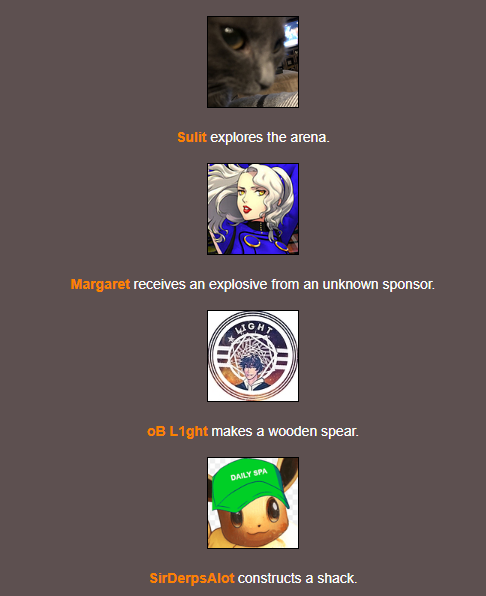 Sulit explores the arena.
Margaret receives an explosive from an unknown sponsor.
LIGHT
oB L1ght makes a wooden spear.
DAILY SPA
SirDerpsAlot constructs a shack.